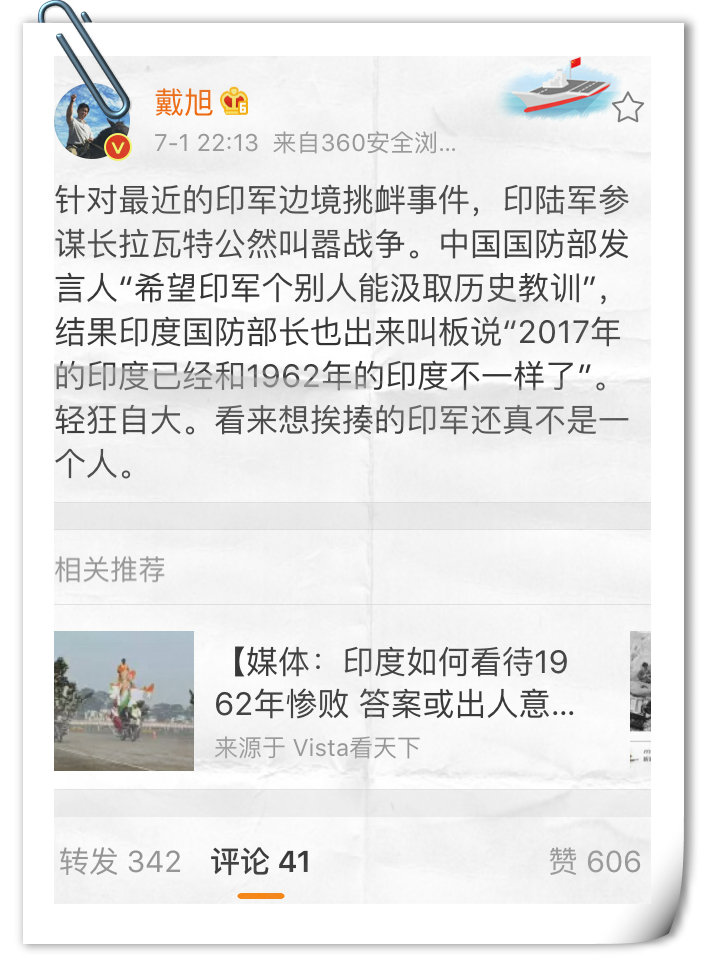 戴旭
7-1 22:13 来自360安全浏...
针对最近的印军边境挑衅事件，印陆军参
谋长拉瓦特公然叫嚣战争。中国国防部发
言人“希望印军个别人能汲取历史教训”，
结果印度国防部长也出来叫板说“2017年
的印度已经和1962年的印度不一样了”。
轻狂自大。看来想挨揍的印军还真不是一
个人。
相关推荐
【媒体：印度如何看待19
62年惨败 答案或出人意...
来源于 Vista看天下
转发 342 评论 41 赞 606